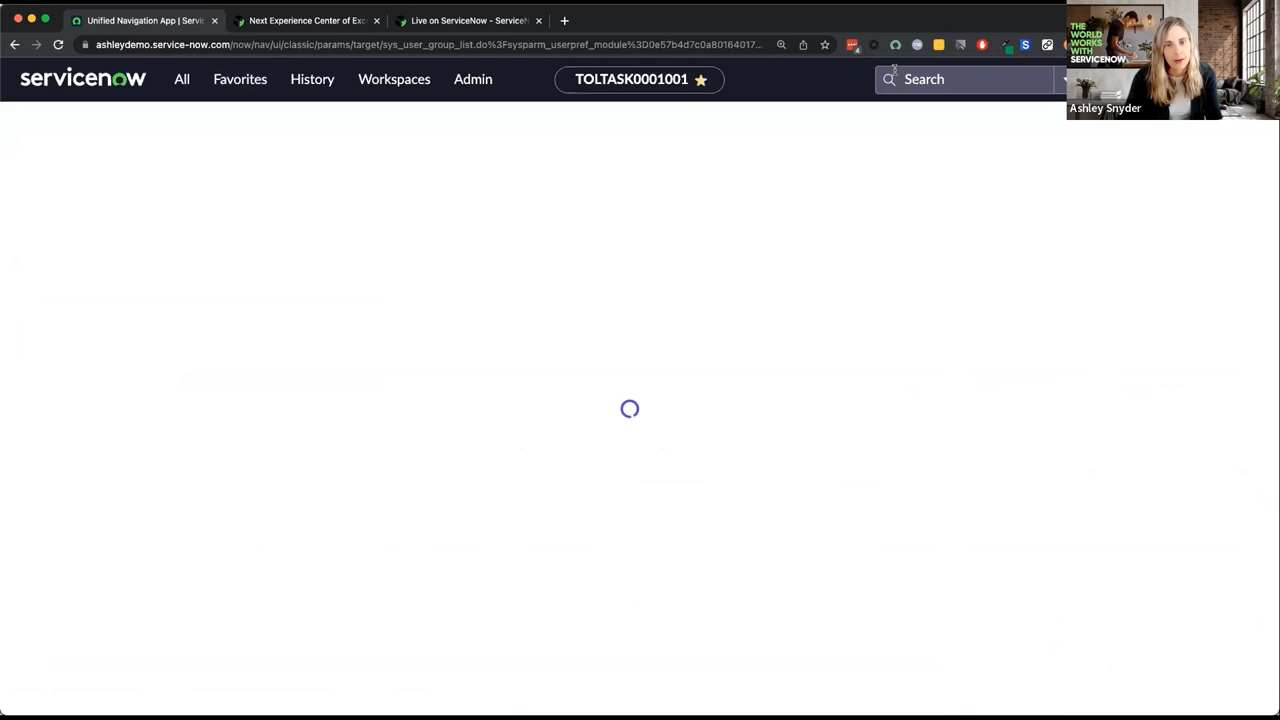 Unified Navigation App | Servic
Next Experience Center of Exc
Live on ServiceNow - ServiceN
ashleydemo.service-now.com/now/nav/ui/classic/params/target/sys_user_group_list.do%3Fsysparm_userpref_module%3D0e57b4d7c0a80164017...
4
servicenow
All
Favorites
History
Workspaces
Admin
TOLTASK0001001
Search
THE
WORLD
WORKS
WITH
SERVICENOW
Ashley Snyder